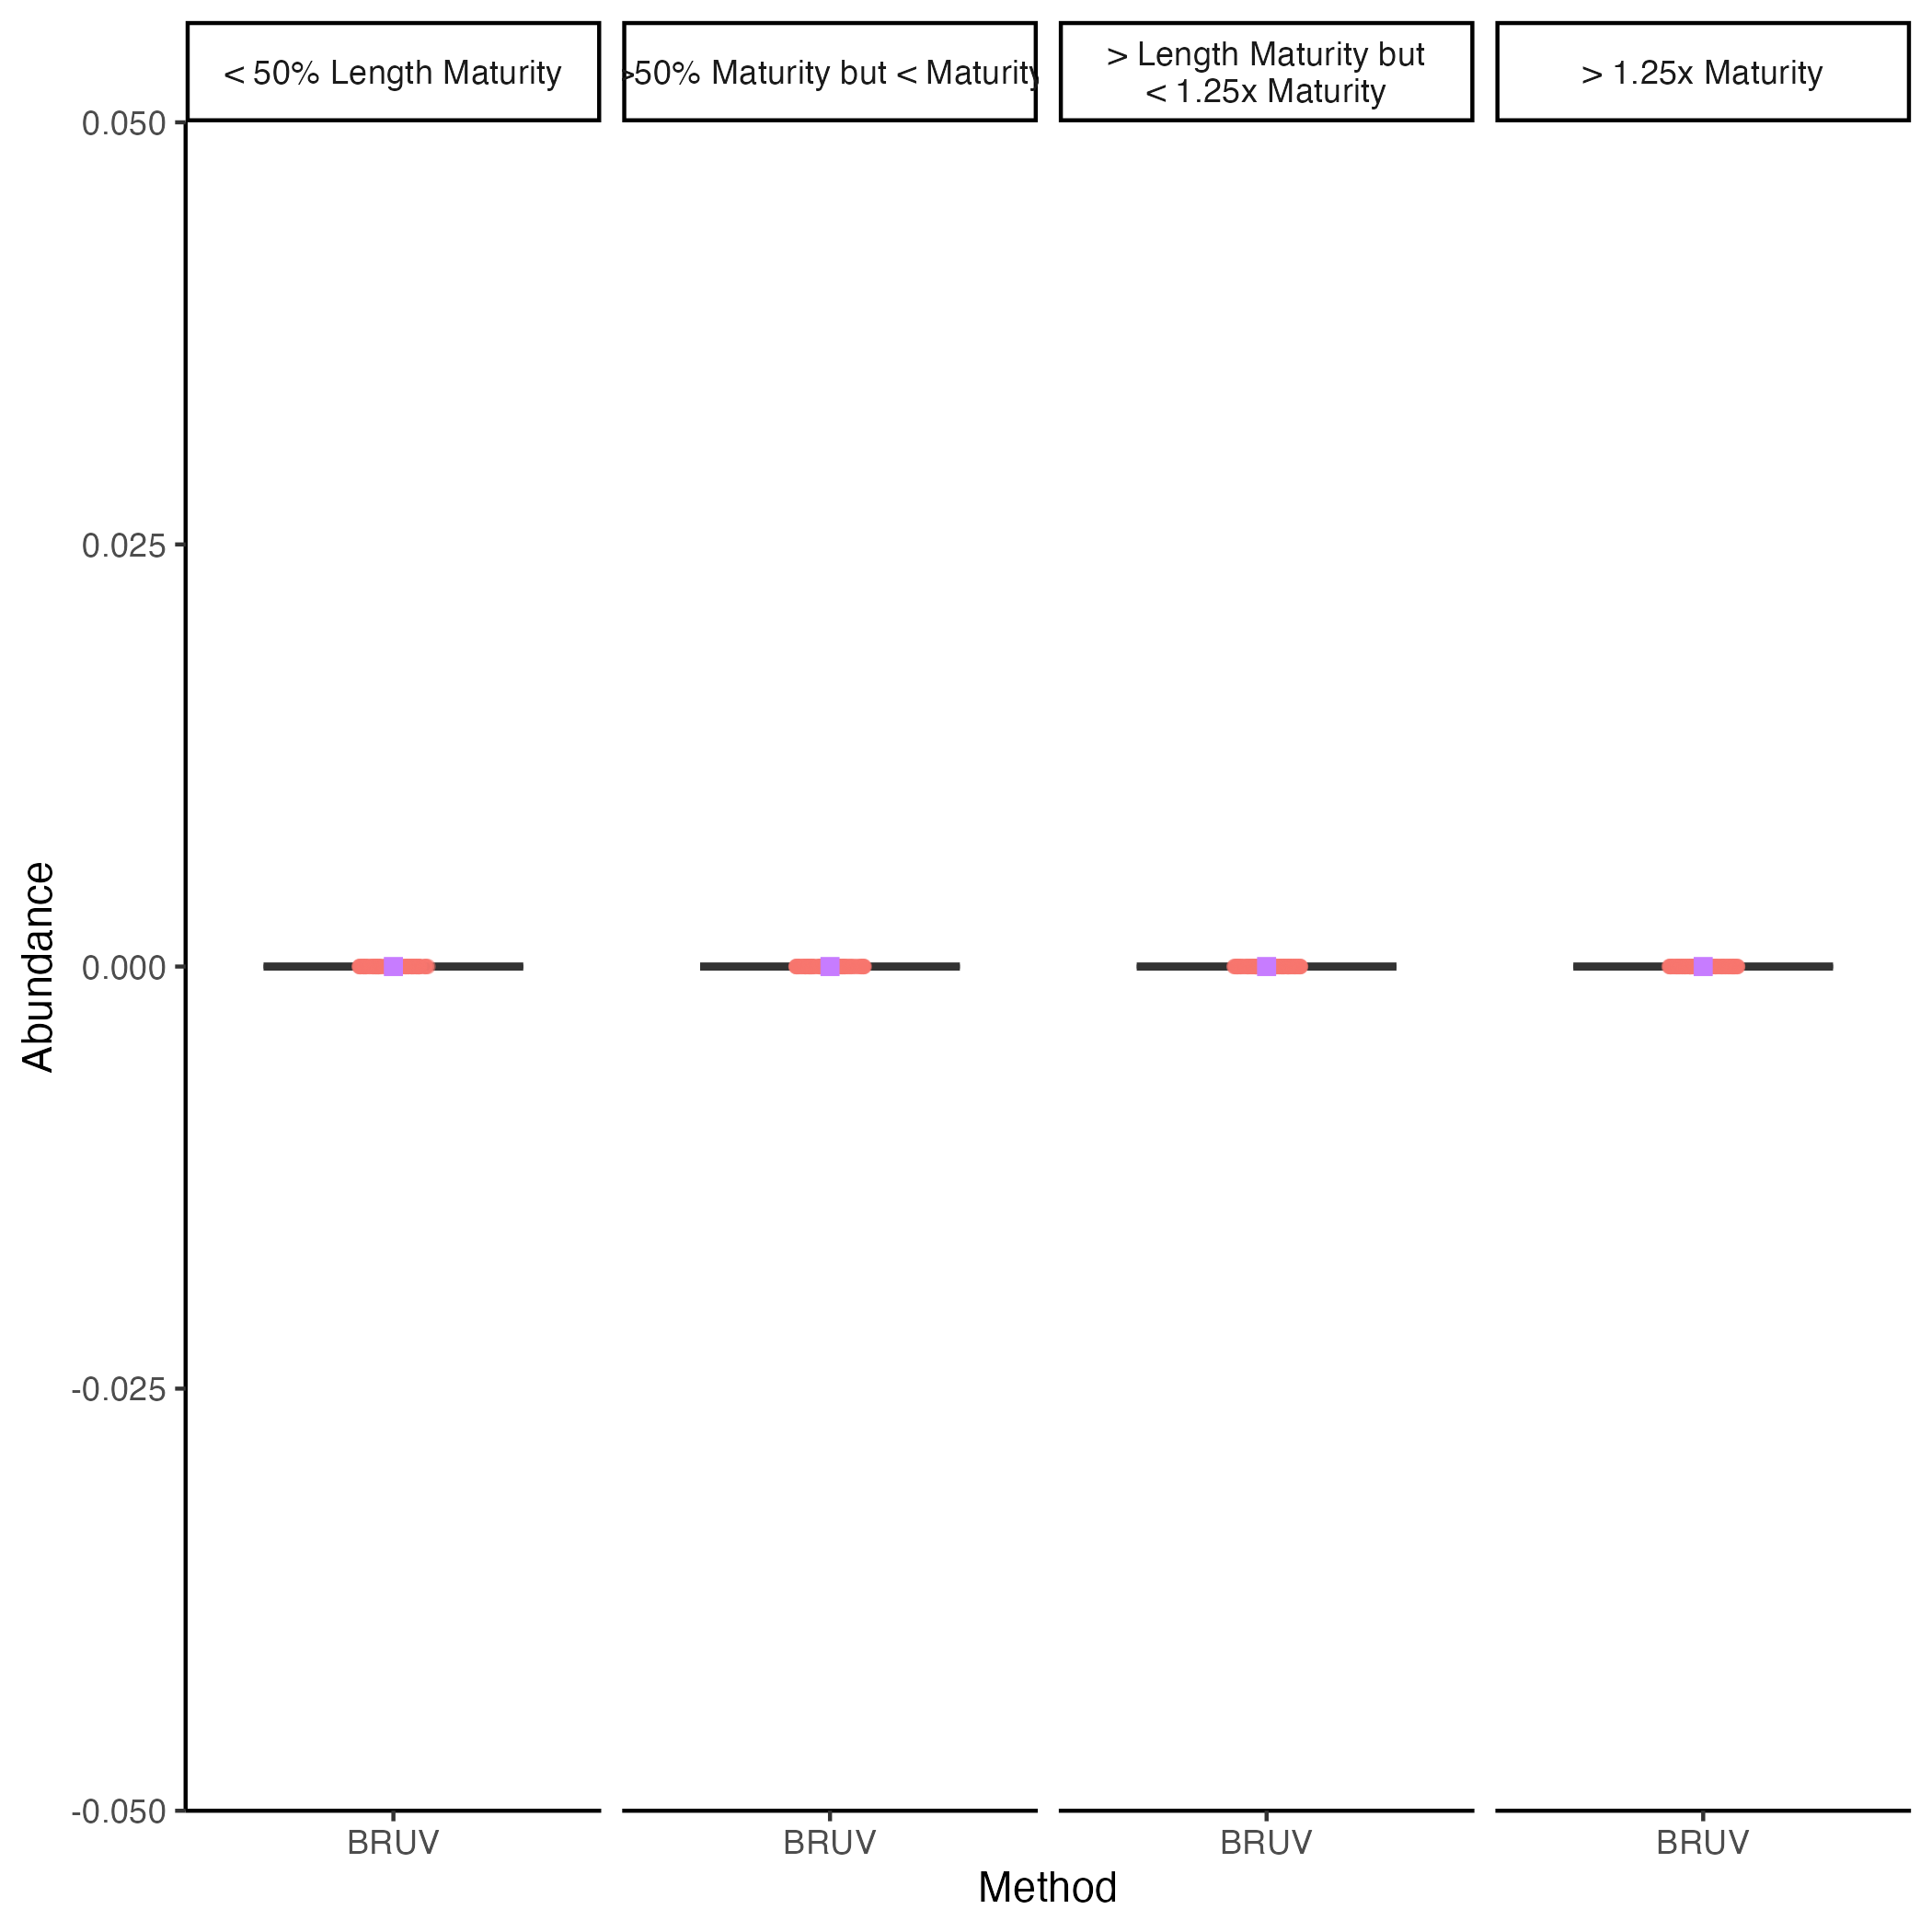 < 50% Length Maturity
>50% Maturity but < Maturity
> Length Maturity but
< 1.25x Maturity
> 1.25x Maturity
0.050
0.025
0.000
-0.025
-0.050
Abundance
BRUV
BRUV
BRUV
BRUV
Method